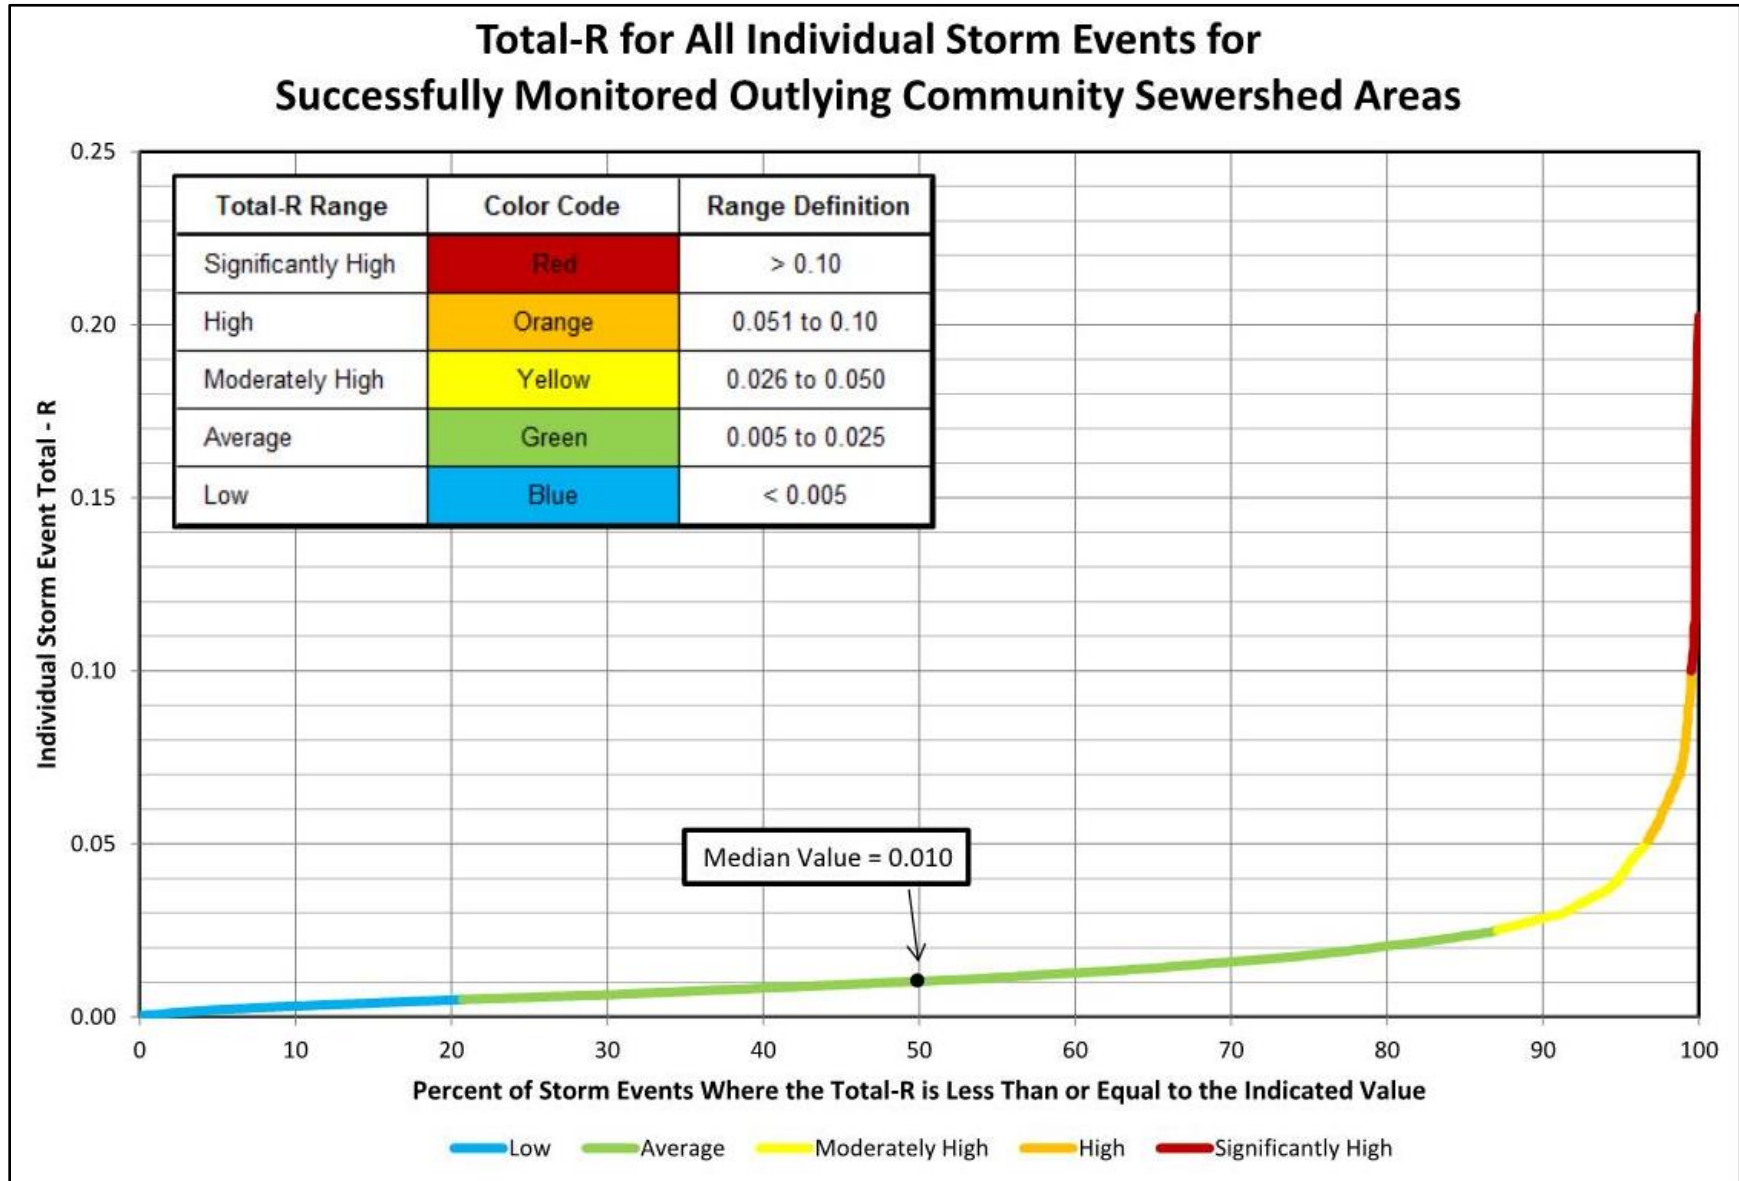 Total-R for All Individual Storm Events for
Successfully Monitored Outlying Community Sewershed Areas
0.25
0.20
0.15
0.10
0.05
0.00
Individual Storm Event Total - R
Total-R Range Color Code Range Definition
Significantly High Red > 0.10
High Orange 0.051 to 0.10
Moderately High Yellow 0.026 to 0.050
Average Green 0.005 to 0.025
Low Blue < 0.005
Median Value = 0.010
0 10 20 30 40 50 60 70 80 90 100
Percent of Storm Events Where the Total-R is Less Than or Equal to the Indicated Value
Low Average Moderately High High Significantly High